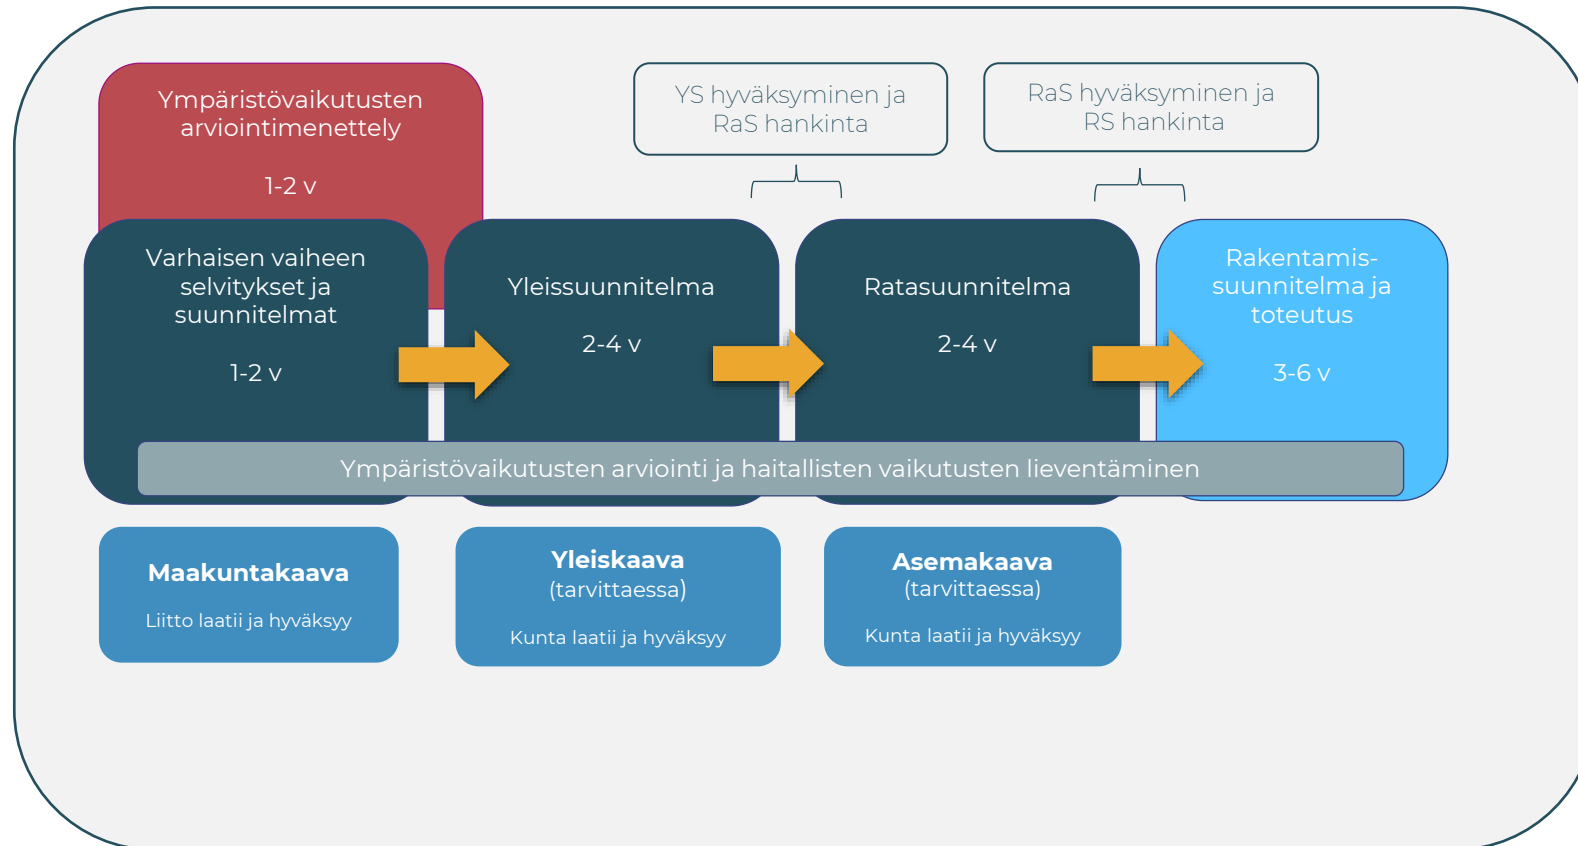 Ympäristövaikutusten
arviointimenettely
1-2 v
YS hyväksyminen ja
RaS hankinta
RaS hyväksyminen ja
RS hankinta
Varhaisen vaiheen
selvitykset ja
suunnitelmat
1-2 v
Yleissuunnitelma
2-4 v
Ratasuunnitelma
2-4 v
Rakentamis-
suunnitelma ja
toteutus
3-6 v
Ympäristövaikutusten arviointi ja haitallisten vaikutusten lieventäminen
Maakuntakaava
Liitto laatii ja hyväksyy
Yleiskaava
(tarvittaessa)
Kunta laatii ja hyväksyy
Asemakaava
(tarvittaessa)
Kunta laatii ja hyväksyy